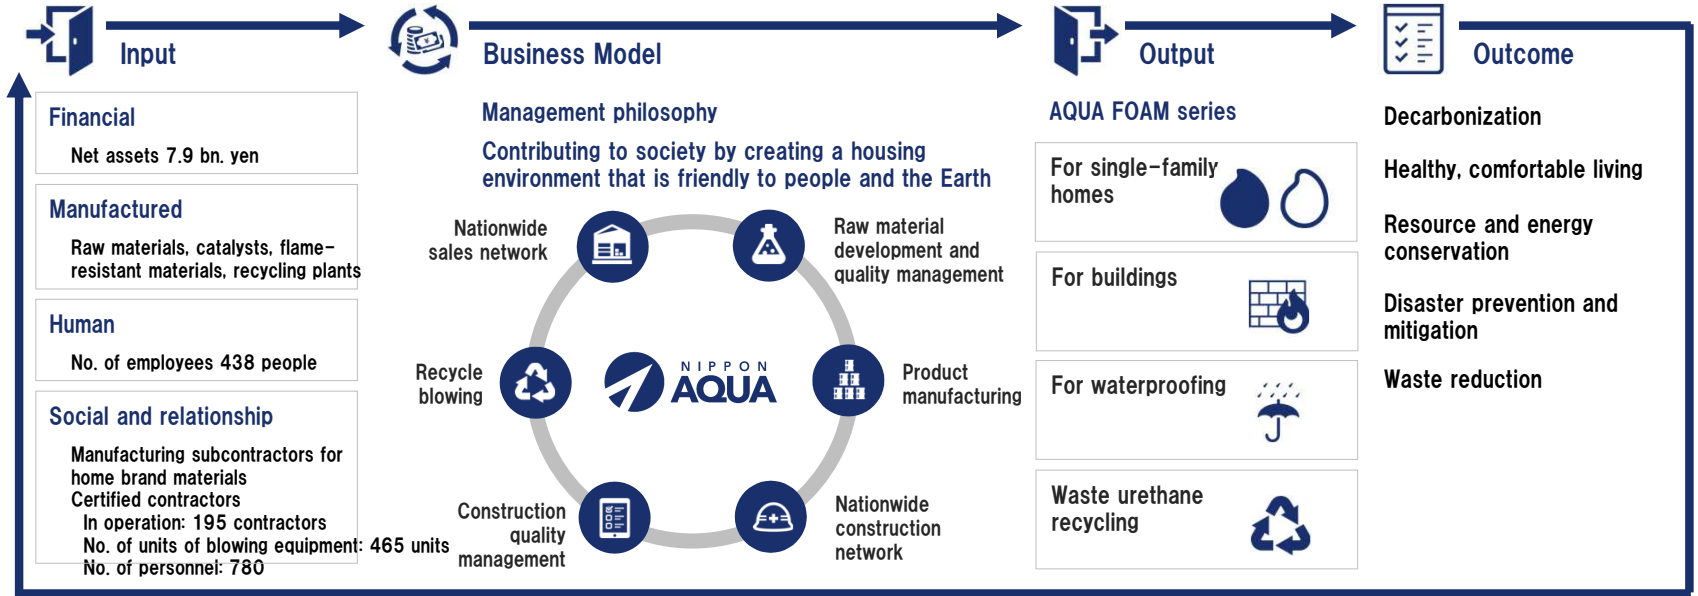 Input
Financial
Net assets 7.9 bn. yen
Manufactured
Raw materials, catalysts, flame-
resistant materials, recycling plants
Human
No. of employees 438 people
Social and relationship
Manufacturing subcontractors for
home brand materials
Certified contractors
In operation: 195 contractors
No. of units of blowing equipment: 465 units
No. of personnel: 780
Business Model
Management philosophy
Contributing to society by creating a housing
environment that is friendly to people and the Earth
Nationwide
sales network
Raw material
development and
quality management
Recycle
blowing
NIPPON
AQUA
Product
manufacturing
Construction
quality
management
Nationwide
construction
network
Output
AQUA FOAM series
For single-family
homes
For buildings
For waterproofing
Waste urethane
recycling
Outcome
Decarbonization
Healthy, comfortable living
Resource and energy
conservation
Disaster prevention and
mitigation
Waste reduction